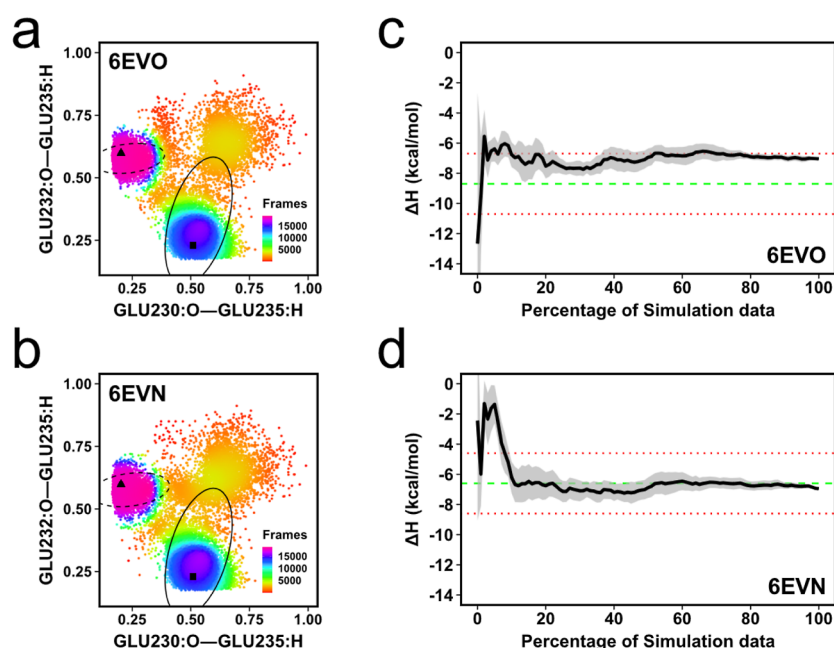 a
6EVO
1.00
0.75
0.50
0.25
GLU232:O—GLU235:H
Frames
15000
10000
5000
0.25 0.50 0.75 1.00
GLU230:O—GLU235:H
c
0
-2
-4
-6
-8
-10
-12
-14
ΔH (kcal/mol)
6EVO
0 20 40 60 80 100
Percentage of Simulation data
b
6EVN
1.00
0.75
0.50
0.25
GLU232:O—GLU235:H
Frames
15000
10000
5000
0.25 0.50 0.75 1.00
GLU230:O—GLU235:H
d
0
-2
-4
-6
-8
-10
-12
-14
ΔH (kcal/mol)
6EVN
0 20 40 60 80 100
Percentage of Simulation data